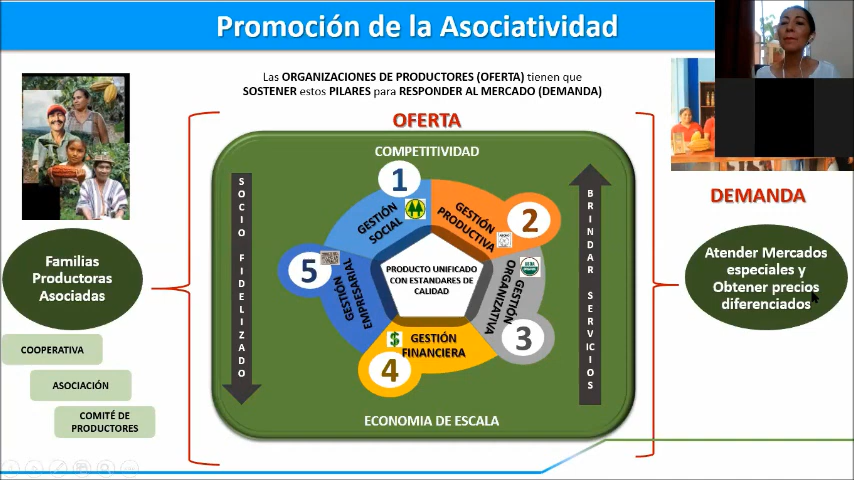 Promoción de la Asociatividad
Las ORGANIZACIONES DE PRODUCTORES (OFERTA) tienen que
SOSTENER estos PILARES para RESPONDER AL MERCADO (DEMANDA)
OFERTA
COMPETITIVIDAD
SOCIO FIDELIZADO
1
GESTIÓN
SOCIAL
2
GESTIÓN
PRODUCTIVA
3
GESTIÓN
ORGANIZATIVA
4
$
GESTIÓN
FINANCIERA
5
GESTIÓN
EMPRESARIAL
PRODUCTO UNIFICADO
CON ESTANDARES DE
CALIDAD
BRINDAR SERVICIOS
ECONOMIA DE ESCALA
Familias
Productoras
Asociadas
COOPERATIVA
ASOCIACIÓN
COMITÉ DE
PRODUCTORES
DEMANDA
Atender Mercados
especiales y
Obtener precios
diferenciados